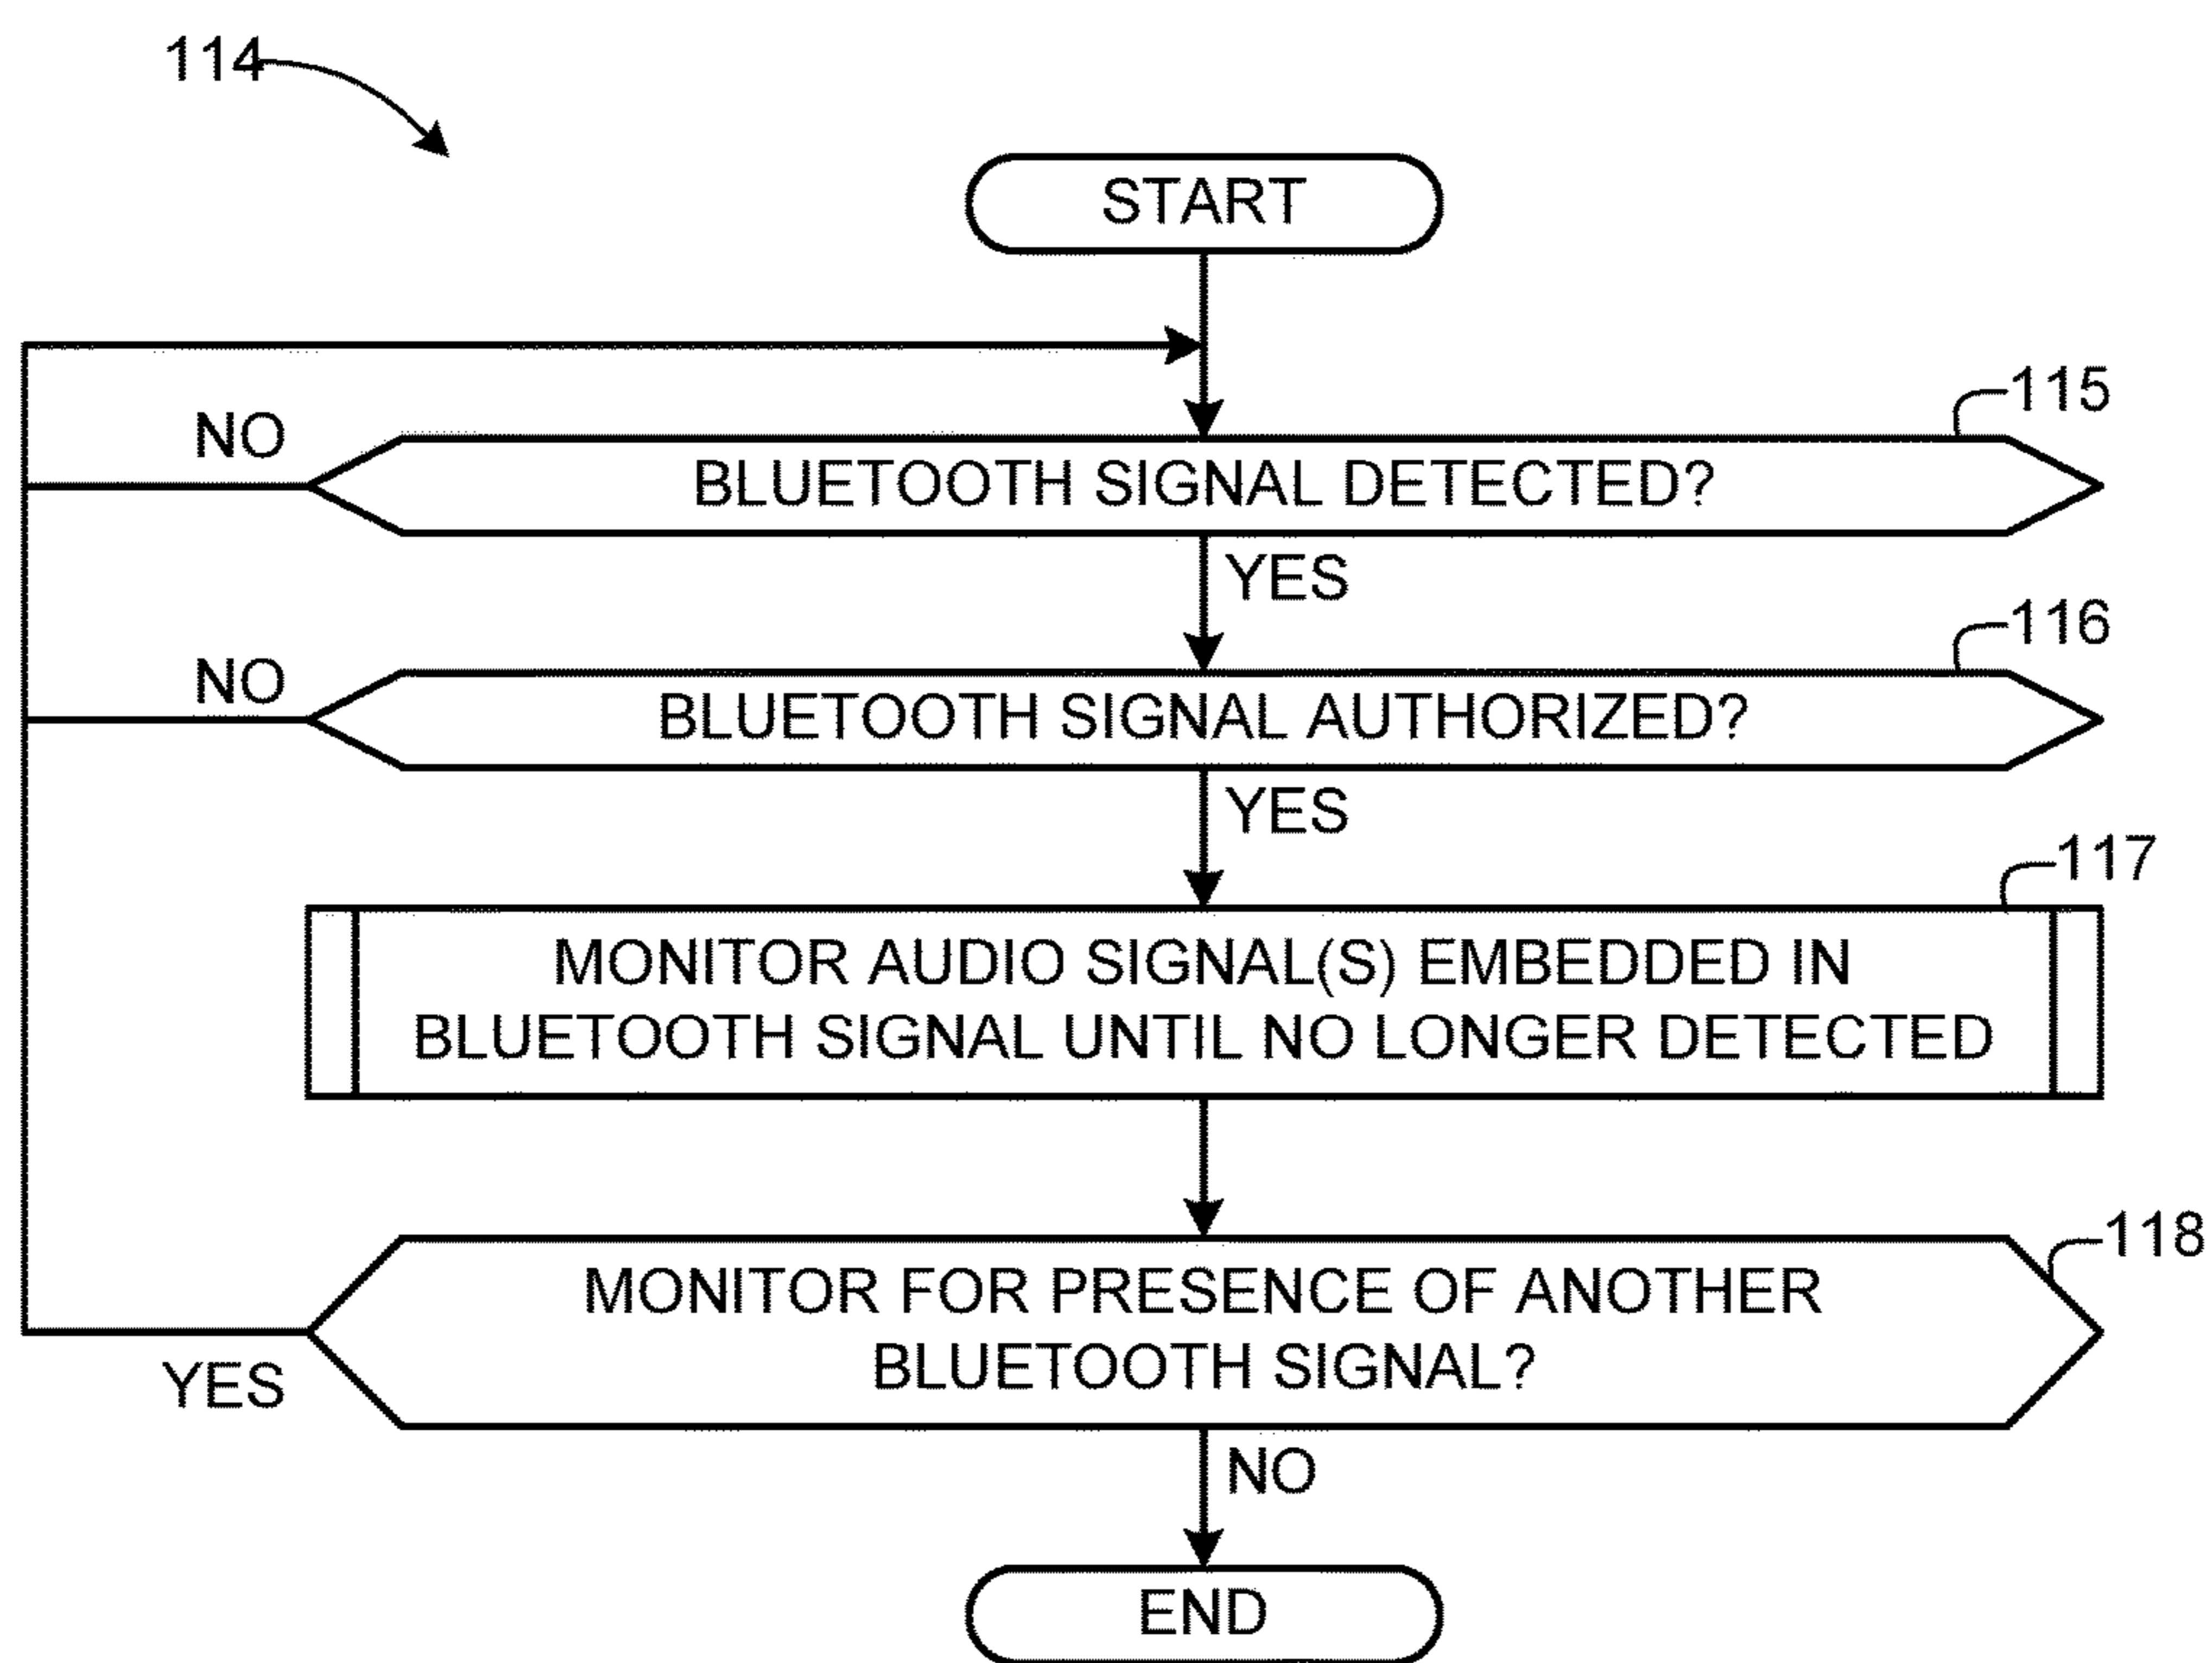 114
START
115
NO
BLUETOOTH SIGNAL DETECTED?
YES
116
NO
BLUETOOTH SIGNAL AUTHORIZED?
YES
117
MONITOR AUDIO SIGNAL(S) EMBEDDED IN
BLUETOOTH SIGNAL UNTIL NO LONGER DETECTED
118
MONITOR FOR PRESENCE OF ANOTHER
BLUETOOTH SIGNAL?
YES
NO
END